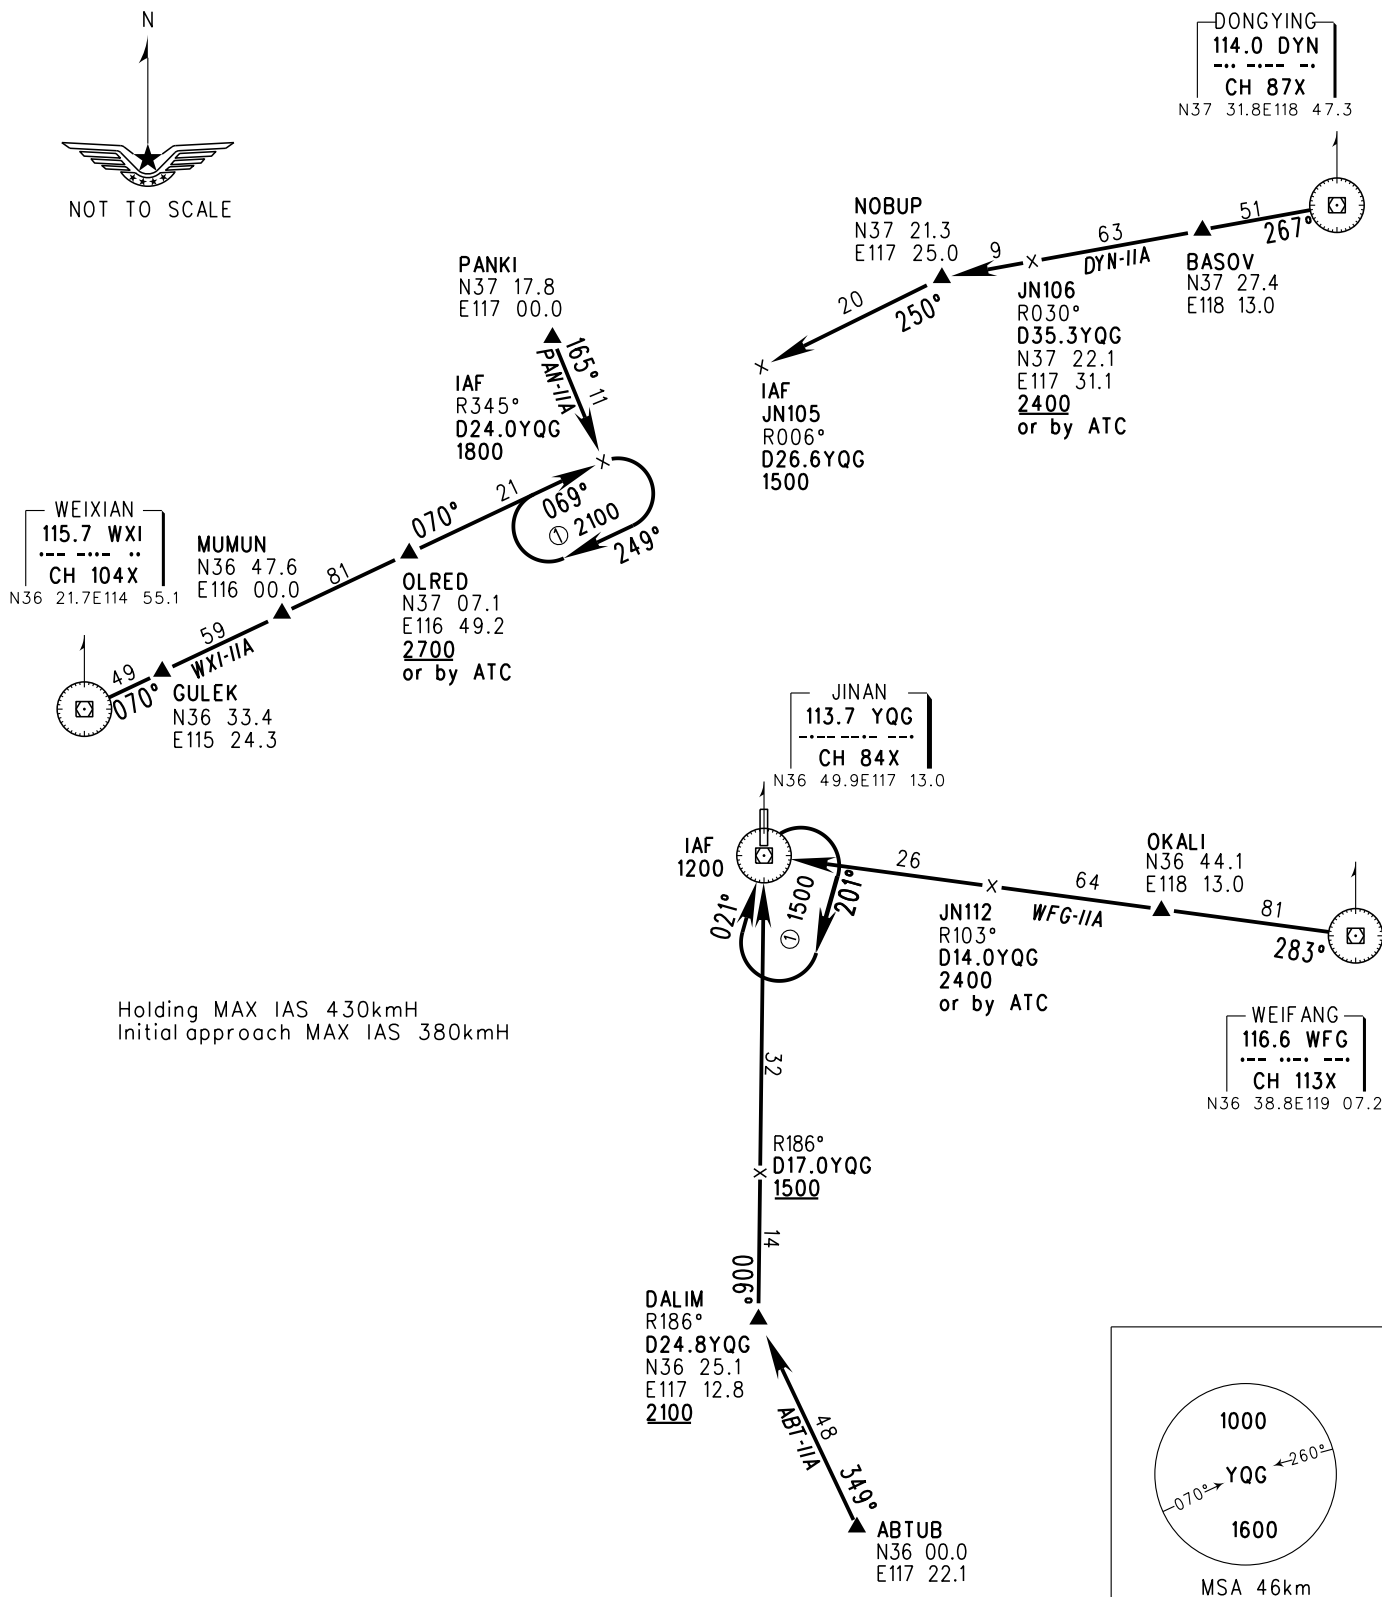 N
NOT TO SCALE
DONGYING
114.0 DYN
CH 87X
N37 31.8E118 47.3
51
267°
BASOV
N37 27.4
E118 13.0
63
DYN-11A
JN106
R030°
D35.3YQG
N37 22.1
E117 31.1
2400
or by ATC
9
NOBUP
N37 21.3
E117 25.0
20
250°
IAF
JN105
R006°
D26.6YQG
1500
PANKI
N37 17.8
E117 00.0
165°
11
PAN-11A
IAF
R345°
D24.0YQG
1800
21
070°
069°
① 2100
249°
WEIXIAN
115.7 WXI
CH 104X
N36 21.7E114 55.1
MUMUN
N36 47.6
E116 00.0
81
OLRED
N37 07.1
E116 49.2
2700
or by ATC
59
WXI-11A
49
070°
GULEK
N36 33.4
E115 24.3
JINAN
113.7 YQG
CH 84X
N36 49.9E117 13.0
IAF
1200
021°
① 1500
201°
26
JN112
R103°
D14.0YQG
2400
or by ATC
64
WFG-11A
OKALI
N36 44.1
E118 13.0
81
283°
WEIFANG
116.6 WFG
CH 113X
N36 38.8E119 07.2
Holding MAX IAS 430kmH
Initial approach MAX IAS 380kmH
32
R186°
D17.0YQG
1500
14
006°
DALIM
R186°
D24.8YQG
N36 25.1
E117 12.8
2100
48
ABT-11A
349°
ABTUB
N36 00.0
E117 22.1
1000
YQG
260°
070°
1600
MSA 46km